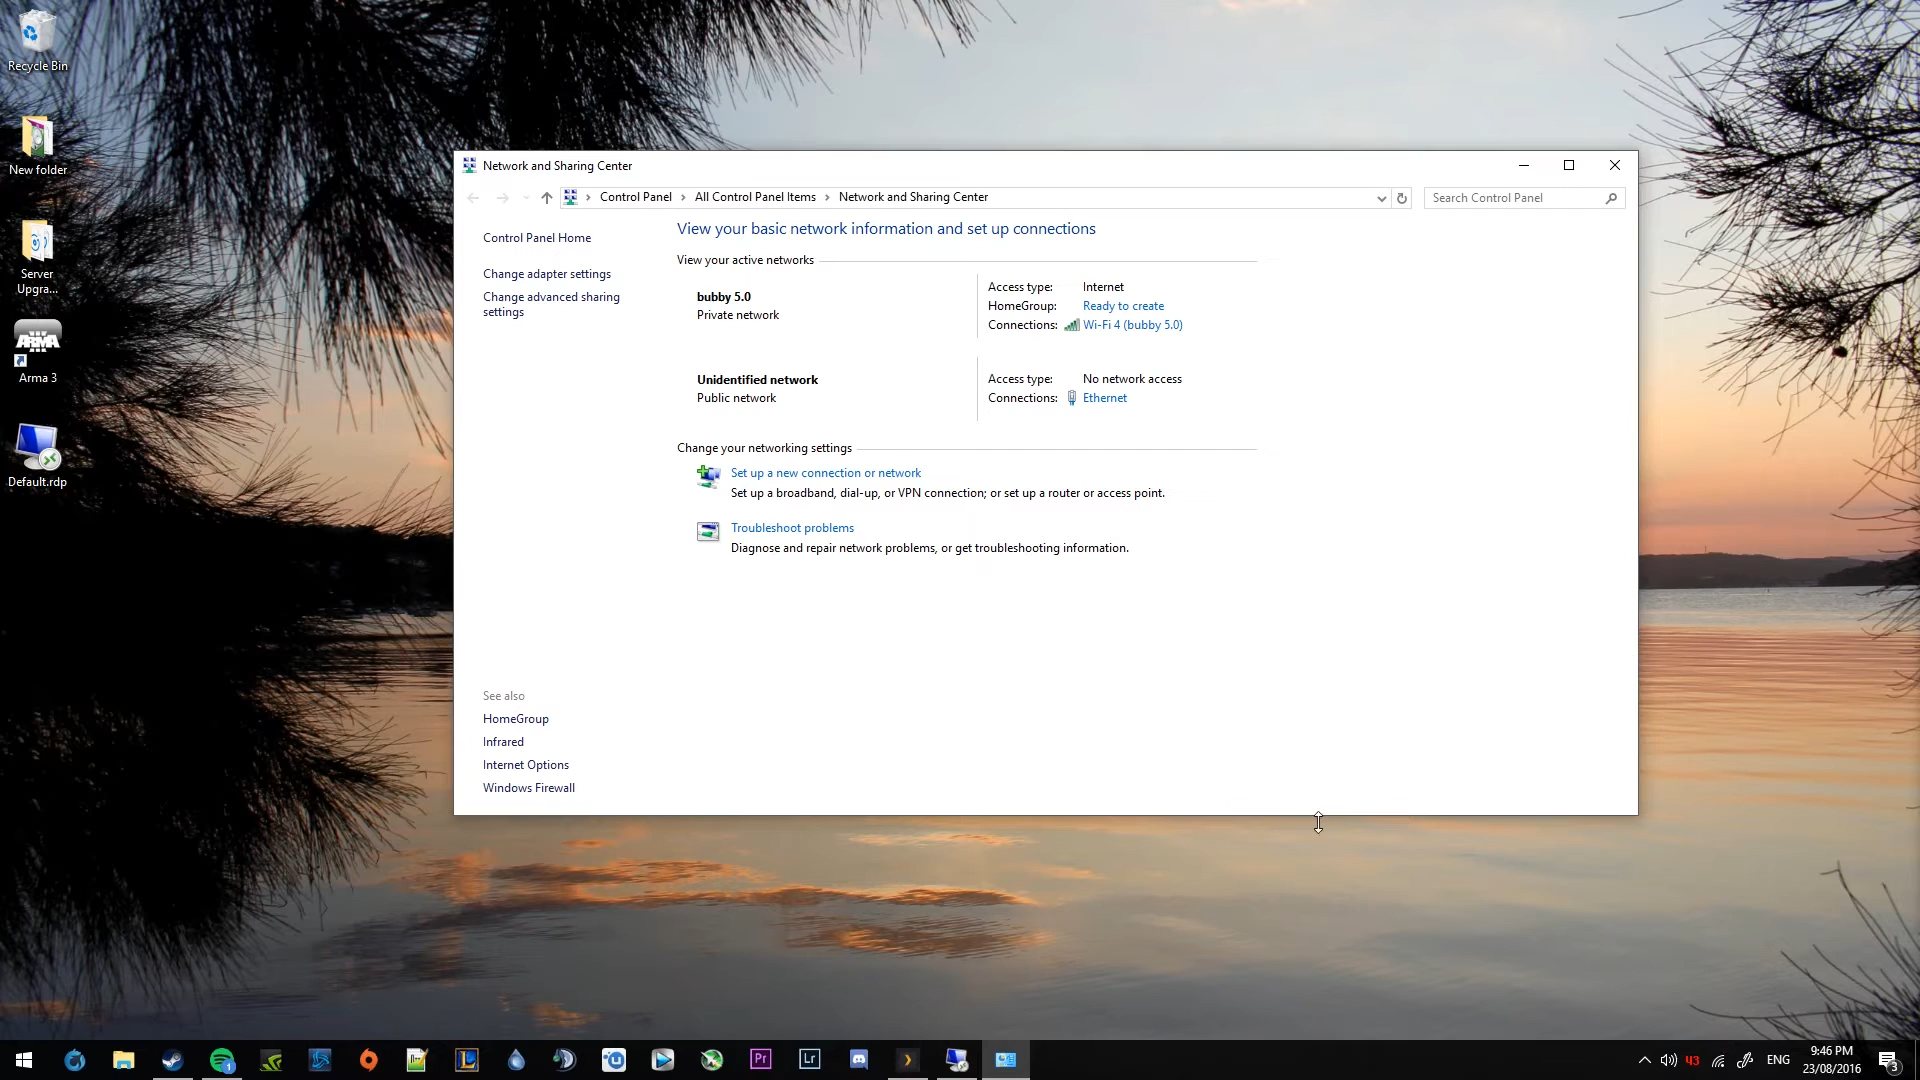 Recycle Bin
New folder
Server
Upgra...
ARMA
Arma 3
Default.rdp
Network and Sharing Center
Control Panel > All Control Panel Items > Network and Sharing Center
Search Control Panel
Control Panel Home
Change adapter settings
Change advanced sharing
settings
See also
HomeGroup
Infrared
Internet Options
Windows Firewall
View your basic network information and set up connections
View your active networks
bubby 5.0
Private network
Access type: Internet
HomeGroup: Ready to create
Connections: Wi-Fi 4 (bubby 5.0)
Unidentified network
Public network
Access type: No network access
Connections: Ethernet
Change your networking settings
Set up a new connection or network
Set up a broadband, dial-up, or VPN connection; or set up a router or access point.
Troubleshoot problems
Diagnose and repair network problems, or get troubleshooting information.
1
L
Pr
Lr
43
ENG
9:46 PM
23/08/2016
3